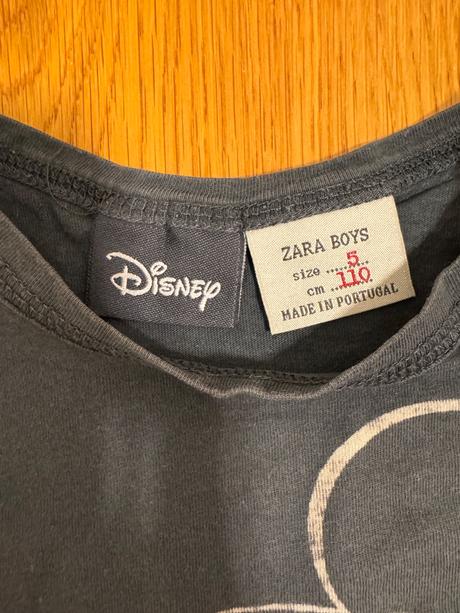 Disney
ZARA BOYS
size ......5......
cm ..110..
MADE IN PORTUGAL